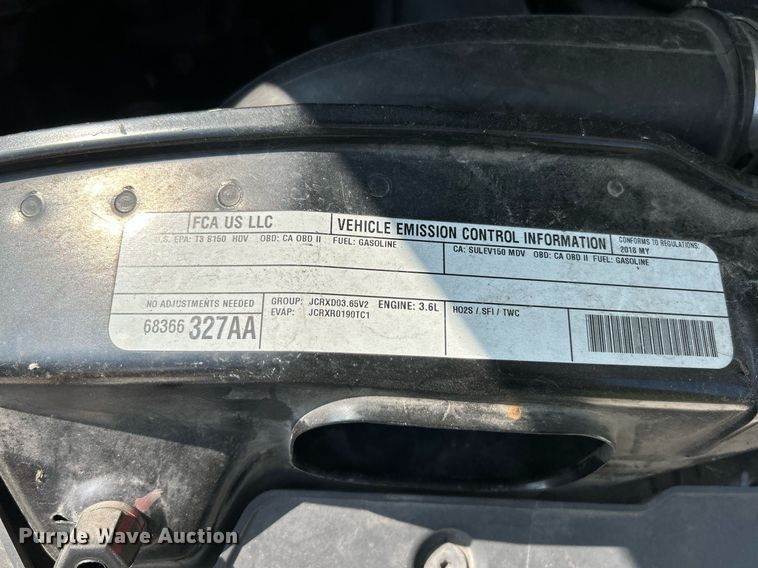 FCA US LLC
VEHICLE EMISSION CONTROL INFORMATION
CONFORMS TO REGULATIONS:
2018 MY
U.S. EPA: T3 B150 HDV OBD: CA OBD II FUEL: GASOLINE
CA: SULEV150 MDV OBD: CA OBD II FUEL: GASOLINE
NO ADJUSTMENTS NEEDED
68366 327AA
GROUP: JCRXD03.65V2 ENGINE: 3.6L
EVAP: JCRXR0190TC1
HO2S / SFI / TWC
Purple Wave Auction